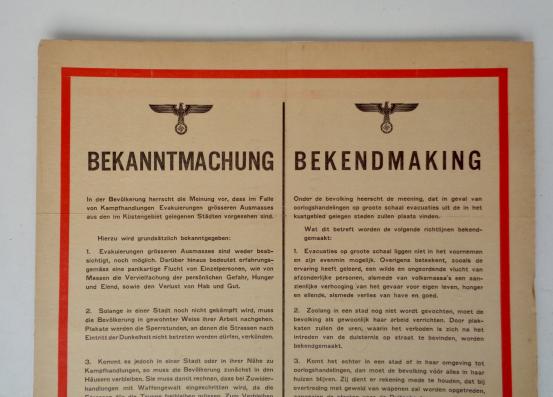 BEKANNTMACHUNG
In der Bevölkerung herrscht die Meinung vor, dass im Falle
von Kampfhandlungen Evakuierungen grösseren Ausmasses
aus den im Küstengebiet gelegenen Städten vorgesehen sind.
Hierzu wird grundsätzlich bekanntgegeben:
1. Evakuierungen grösseren Ausmasses sind weder beab-
sichtigt, noch möglich. Darüber hinaus bedeutet erfahrungs-
gemäss eine panikartige Flucht von Einzelpersonen, wie von
Massen die Vervielfachung der persönlichen Gefahr, Hunger
und Elend, sowie den Verlust von Hab und Gut.
2. Solange in einer Stadt noch nicht gekämpft wird, muss
die Bevölkerung in gewohnter Weise ihrer Arbeit nachgehen.
Plakate werden die Sperrstunden, an denen die Strassen nach
Eintritt der Dunkelheit nicht betreten werden dürfen, verkünden.
3. Kommt es jedoch in einer Stadt oder in ihrer Nähe zu
Kampfhandlungen, so muss die Bevölkerung zunächst in den
Häusern verbleiben. Sie muss damit rechnen, dass bei Zuwider-
handlungen mit Waffengewalt eingeschritten wird, da die
BEKENDMAKING
Onder de bevolking heerscht de meening, dat in geval van
oorlogshandelingen op groote schaal evacuaties uit de in het
kustgebied gelegen steden zullen plaats vinden.
Wat dit betreft worden de volgende richtlijnen bekend-
gemaakt:
1. Evacuaties op groote schaal liggen niet in het voornemen
en zijn evenmin mogelijk. Overigens beteekent, zooals de
ervaring heeft geleerd, een wilde en ongeordende vlucht van
afzonderlijke personen, alsmede van volksmassa's een aan-
zienlijke verhooging van het gevaar voor eigen leven, honger
en ellende, alsmede verlies van have en goed.
2. Zoolang in een stad nog niet wordt gevochten, moet de
bevolking als gewoonlijk haar arbeid verrichten. Door plak-
katen zullen de uren, waarin het verboden is zich na het
intreden van de duisternis op straat te bevinden, worden
bekendgemaakt.
3. Komt het echter in een stad of in haar omgeving tot
oorlogshandelingen, dan moet de bevolking vóór alles in haar
huizen blijven. Zij dient er rekening mede te houden, dat bij
overtreding met geweld van wapenen zal worden opgetreden,